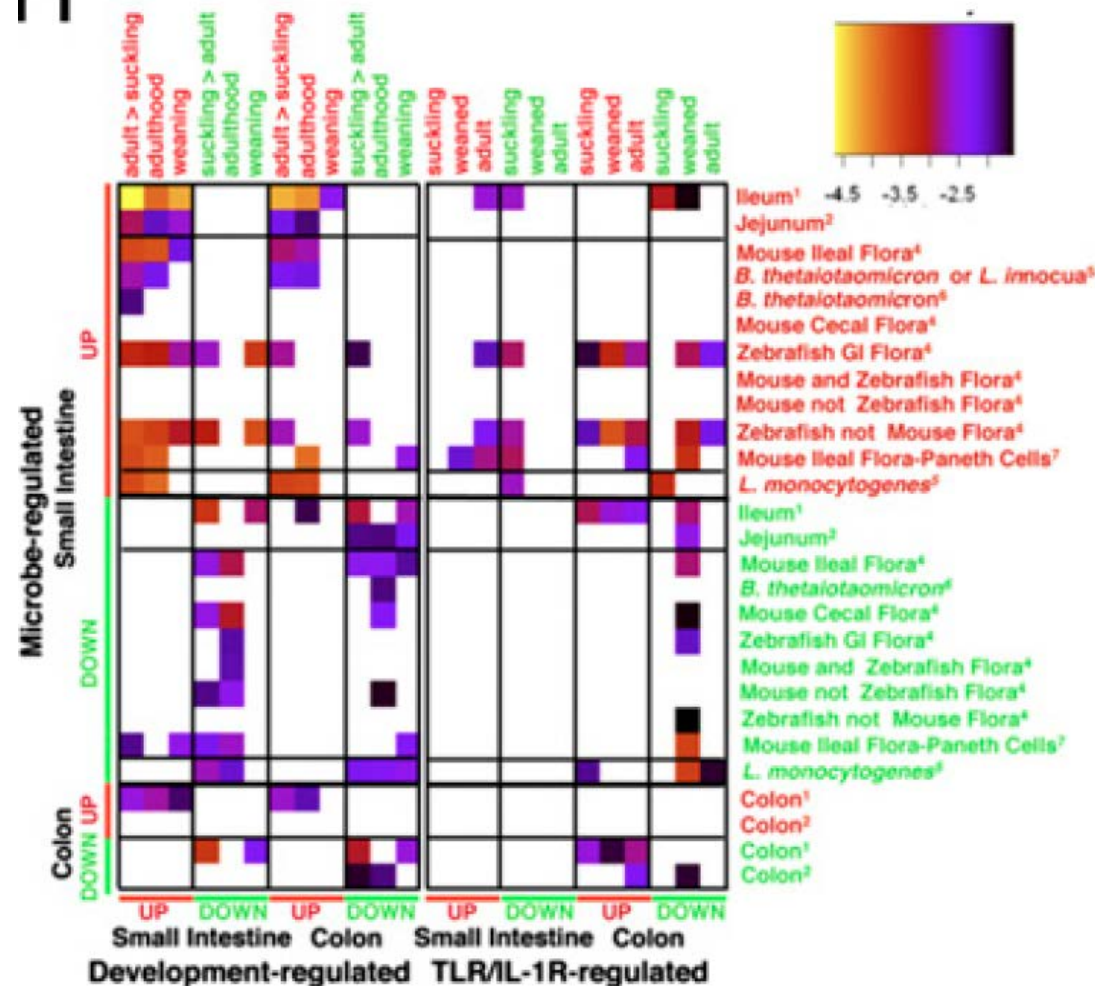 H
adult > suckling
adulthood
weaning
suckling > adult
adulthood
weaning
adult > suckling
adulthood
weaning
suckling > adult
adulthood
weaning
suckling
weaned
adult
suckling
weaned
adult
suckling
weaned
adult
suckling
weaned
adult
-4.5 -3.5 -2.5
Microbe-regulated
Small Intestine
UP
DOWN
Colon
UP
DOWN
Ileum¹
Jejunum²
Mouse Ileal Flora⁴
B. thetaiotaomicron or L. innocua⁵
B. thetaiotaomicron⁶
Mouse Cecal Flora⁴
Zebrafish GI Flora⁴
Mouse and Zebrafish Flora⁴
Mouse not Zebrafish Flora⁴
Zebrafish not Mouse Flora⁴
Mouse Ileal Flora-Paneth Cells⁷
L. monocytogenes⁵
Ileum¹
Jejunum²
Mouse Ileal Flora⁴
B. thetaiotaomicron⁶
Mouse Cecal Flora⁴
Zebrafish GI Flora⁴
Mouse and Zebrafish Flora⁴
Mouse not Zebrafish Flora⁴
Zebrafish not Mouse Flora⁴
Mouse Ileal Flora-Paneth Cells⁷
L. monocytogenes⁵
Colon¹
Colon²
Colon¹
Colon²
UP DOWN UP DOWN UP DOWN UP DOWN
Small Intestine Colon Small Intestine Colon
Development-regulated TLR/IL-1R-regulated